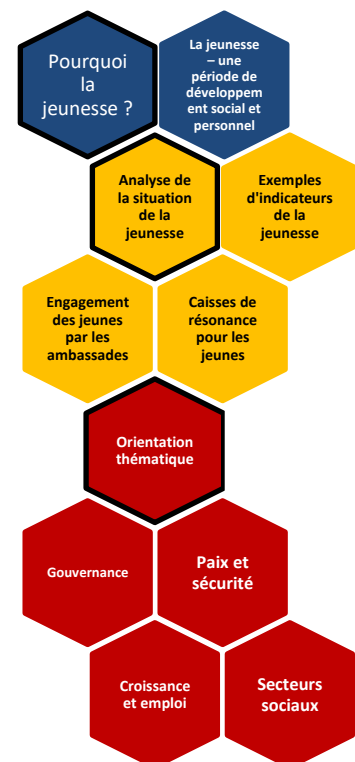 Pourquoi
la
jeunesse ?
La jeunesse
– une
période de
développem
ent social et
personnel
Analyse de
la situation
de la
jeunesse
Exemples
d'indicateurs
de la
jeunesse
Engagement
des jeunes
par les
ambassades
Caisses de
résonance
pour les
jeunes
Orientation
thématique
Gouvernance
Paix et
sécurité
Croissance
et emploi
Secteurs
sociaux